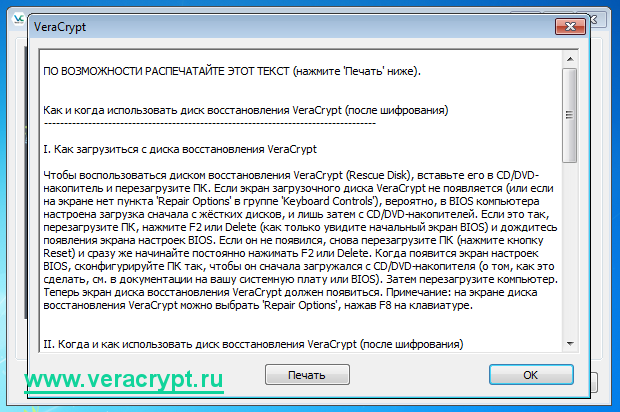 VeraCrypt
ПО ВОЗМОЖНОСТИ РАСПЕЧАТАЙТЕ ЭТОТ ТЕКСТ (нажмите 'Печать' ниже).
Как и когда использовать диск восстановления VeraCrypt (после шифрования)
-----------------------------------------------------------------------------------
I. Как загрузиться с диска восстановления VeraCrypt
Чтобы воспользоваться диском восстановления VeraCrypt (Rescue Disk), вставьте его в CD/DVD-
накопитель и перезагрузите ПК. Если экран загрузочного диска VeraCrypt не появляется (или если
на экране нет пункта 'Repair Options' в группе 'Keyboard Controls'), вероятно, в BIOS компьютера
настроена загрузка сначала с жёстких дисков, и лишь затем с CD/DVD-накопителей. Если это так,
перезагрузите ПК, нажмите F2 или Delete (как только увидите начальный экран BIOS) и дождитесь
появления экрана настроек BIOS. Если он не появился, снова перезагрузите ПК (нажмите кнопку
Reset) и сразу же начинайте постоянно нажимать F2 или Delete. Когда появится экран настроек
BIOS, сконфигурируйте ПК так, чтобы он сначала загружался с CD/DVD-накопителя (о том, как это
сделать, см. в документации на вашу системную плату или BIOS). Затем перезагрузите компьютер.
Теперь экран диска восстановления VeraCrypt должен появиться. Примечание: на экране диска
восстановления VeraCrypt можно выбрать 'Repair Options', нажав F8 на клавиатуре.
II. Когда и как использовать диск восстановления VeraCrypt (после шифрования)
www.veracrypt.ru
Печать
OK